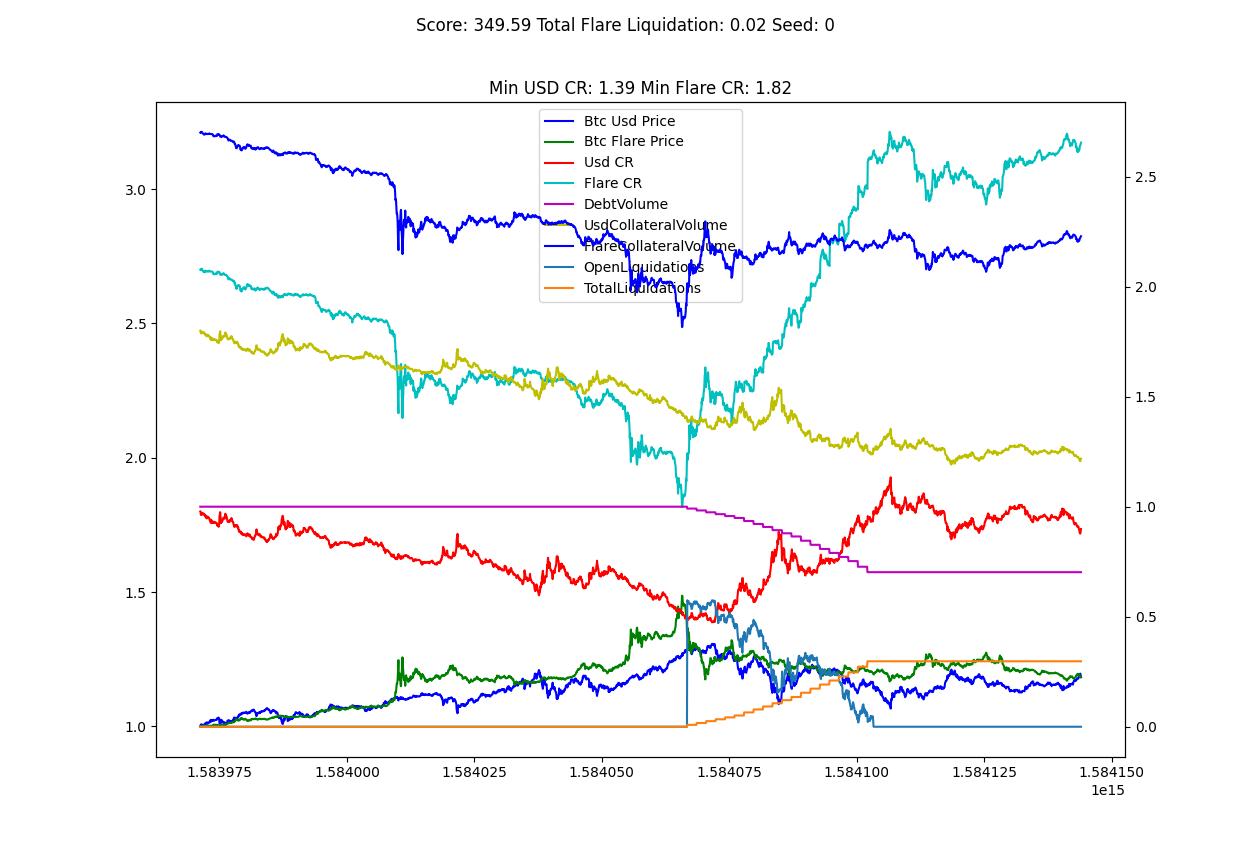 Score: 349.59 Total Flare Liquidation: 0.02 Seed: 0
Min USD CR: 1.39 Min Flare CR: 1.82
Btc Usd Price
Btc Flare Price
Usd CR
Flare CR
DebtVolume
UsdCollateralVolume
FlareCollateralVolume
OpenLiquidations
TotalLiquidations
3.0
2.5
2.0
1.5
1.0
2.5
2.0
1.5
1.0
0.5
0.0
1.583975 1.584000 1.584025 1.584050 1.584075 1.584100 1.584125 1.584150
1e15